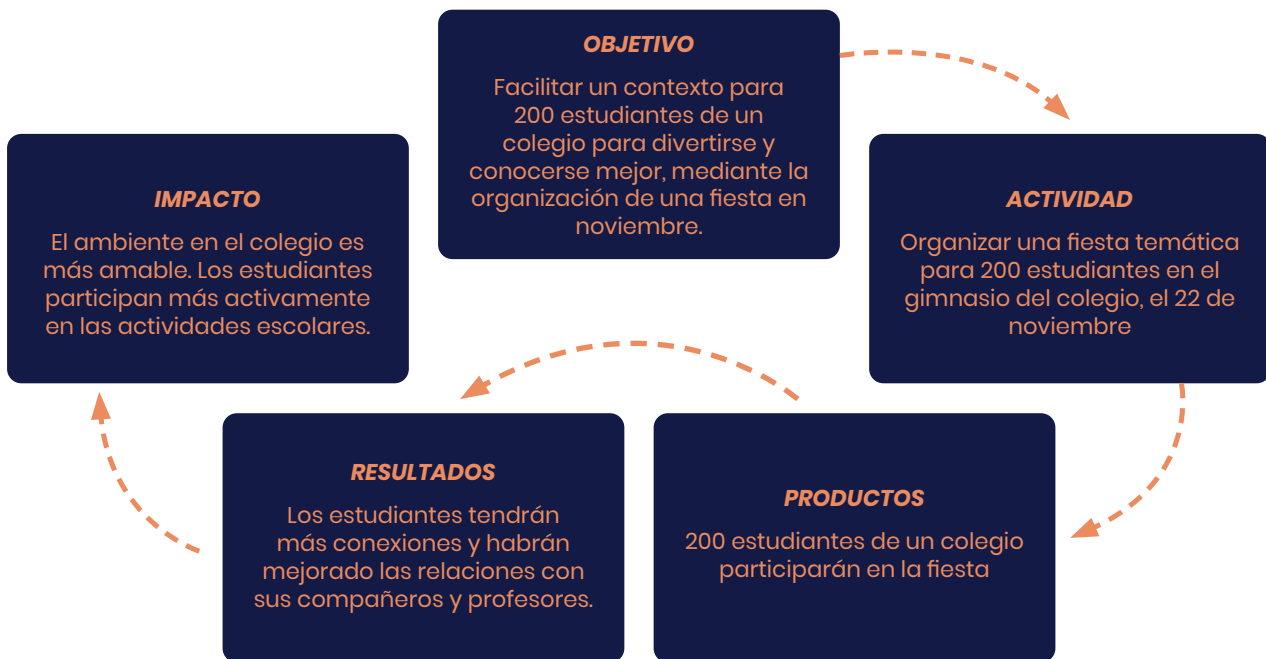 OBJETIVO
Facilitar un contexto para
200 estudiantes de un
colegio para divertirse y
conocerse mejor, mediante la
organización de una fiesta en
noviembre.
ACTIVIDAD
Organizar una fiesta temática
para 200 estudiantes en el
gimnasio del colegio, el 22 de
noviembre
PRODUCTOS
200 estudiantes de un colegio
participarán en la fiesta
RESULTADOS
Los estudiantes tendrán
más conexiones y habrán
mejorado las relaciones con
sus compañeros y profesores.
IMPACTO
El ambiente en el colegio es
más amable. Los estudiantes
participan más activamente
en las actividades escolares.